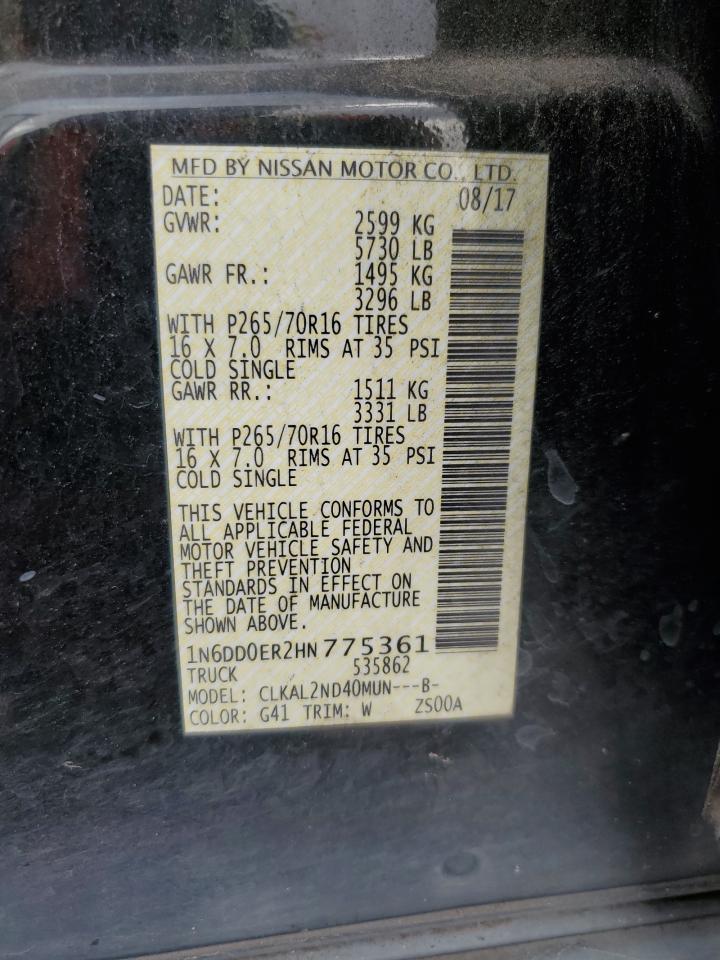 MFD BY NISSAN MOTOR CO., LTD.
DATE: 08/17
GVWR: 2599 KG
5730 LB
GAWR FR.: 1495 KG
3296 LB
WITH P265/70R16 TIRES
16 X 7.0 RIMS AT 35 PSI
COLD SINGLE
GAWR RR.: 1511 KG
3331 LB
WITH P265/70R16 TIRES
16 X 7.0 RIMS AT 35 PSI
COLD SINGLE
THIS VEHICLE CONFORMS TO
ALL APPLICABLE FEDERAL
MOTOR VEHICLE SAFETY AND
THEFT PREVENTION
STANDARDS IN EFFECT ON
THE DATE OF MANUFACTURE
SHOWN ABOVE.
1N6DD0ER2HN 775361
TRUCK 535862
MODEL: CLKAL2ND40MUN---B-
COLOR: G41 TRIM: W ZS00A